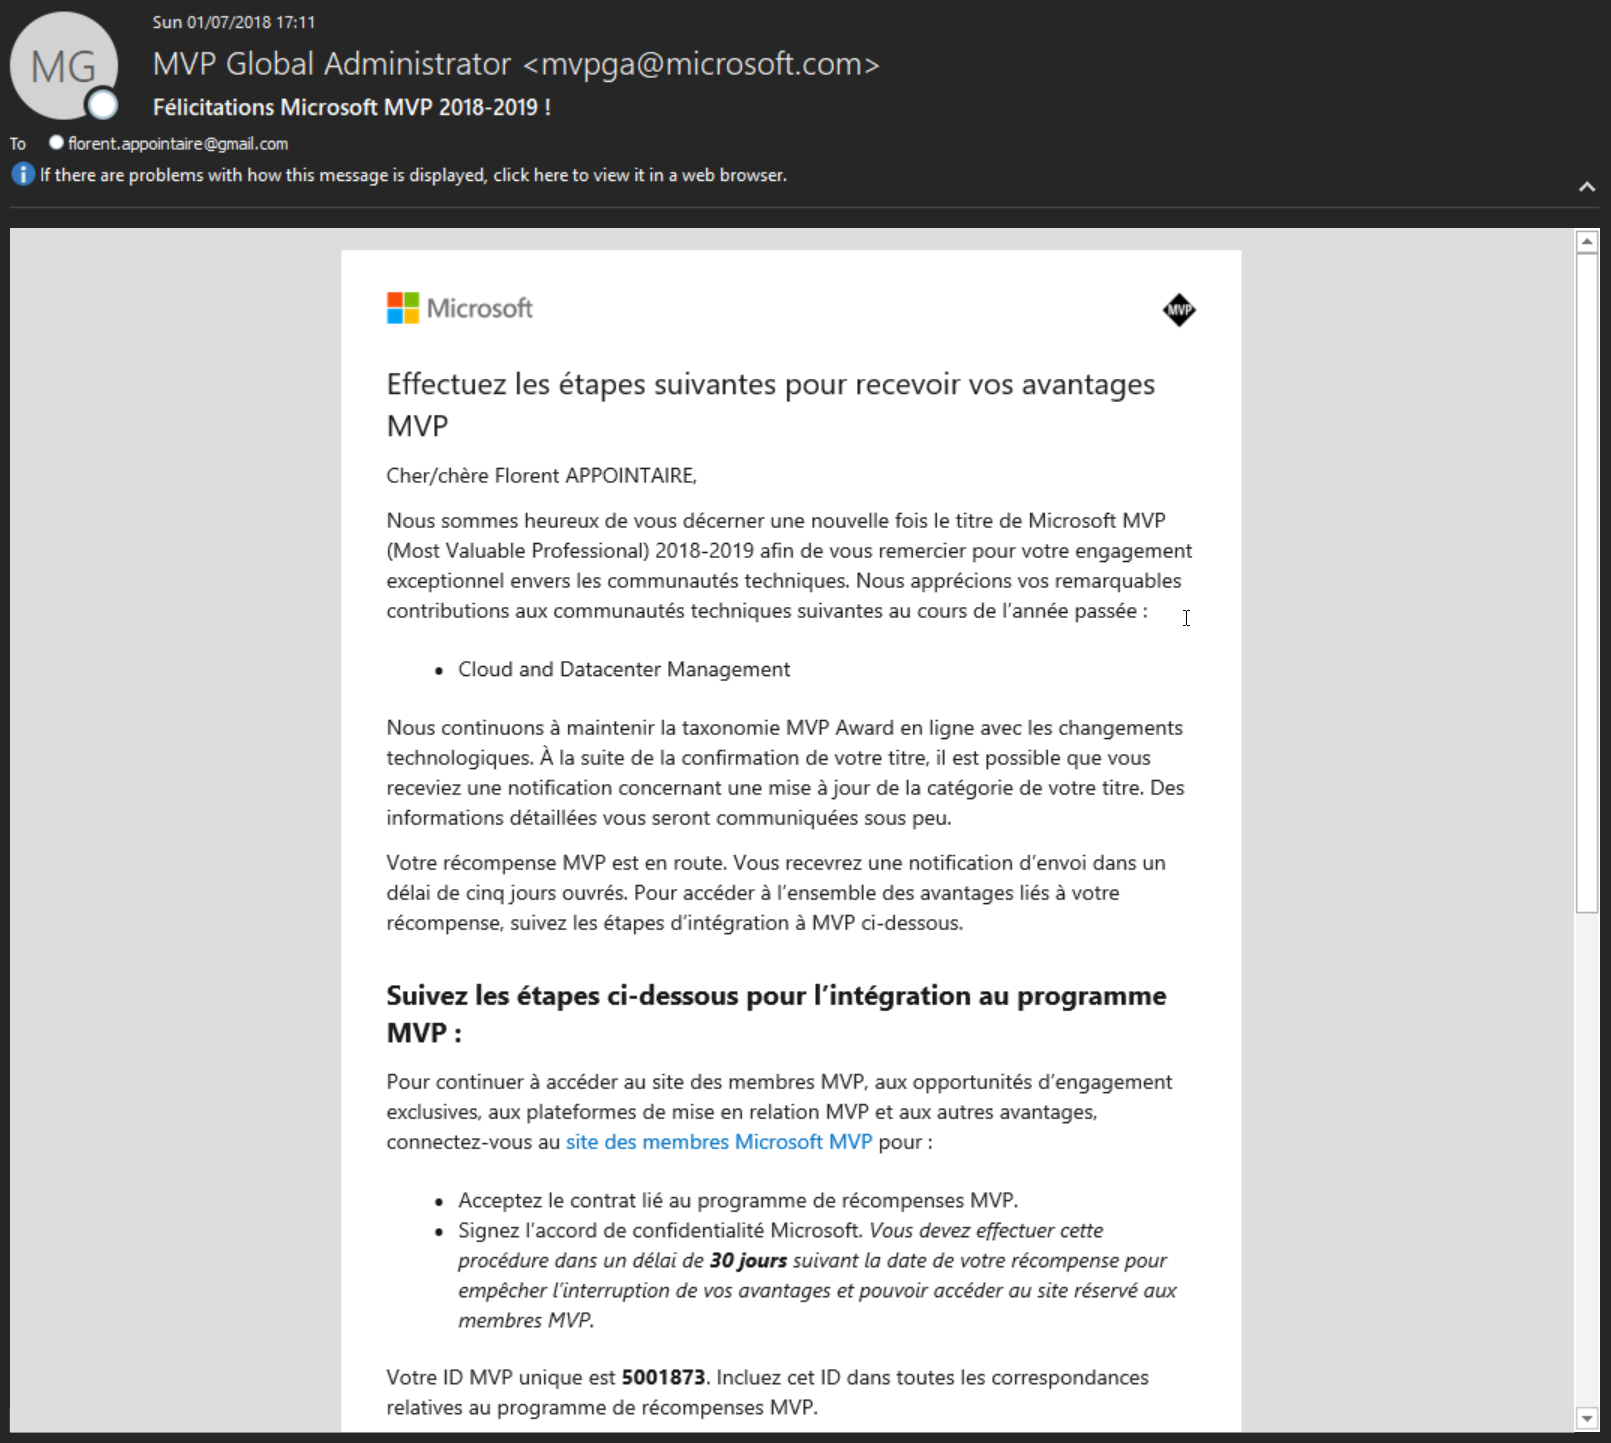 Sun 01/07/2018 17:11
MG
MVP Global Administrator <mvpga@microsoft.com>
Félicitations Microsoft MVP 2018-2019 !
To florent.appointaire@gmail.com
If there are problems with how this message is displayed, click here to view it in a web browser.
Microsoft
MVP
Effectuez les étapes suivantes pour recevoir vos avantages
MVP
Cher/chère Florent APPOINTAIRE,
Nous sommes heureux de vous décerner une nouvelle fois le titre de Microsoft MVP
(Most Valuable Professional) 2018-2019 afin de vous remercier pour votre engagement
exceptionnel envers les communautés techniques. Nous apprécions vos remarquables
contributions aux communautés techniques suivantes au cours de l'année passée :
• Cloud and Datacenter Management
Nous continuons à maintenir la taxonomie MVP Award en ligne avec les changements
technologiques. À la suite de la confirmation de votre titre, il est possible que vous
receviez une notification concernant une mise à jour de la catégorie de votre titre. Des
informations détaillées vous seront communiquées sous peu.
Votre récompense MVP est en route. Vous recevrez une notification d'envoi dans un
délai de cinq jours ouvrés. Pour accéder à l'ensemble des avantages liés à votre
récompense, suivez les étapes d'intégration à MVP ci-dessous.
Suivez les étapes ci-dessous pour l'intégration au programme
MVP :
Pour continuer à accéder au site des membres MVP, aux opportunités d'engagement
exclusives, aux plateformes de mise en relation MVP et aux autres avantages,
connectez-vous au site des membres Microsoft MVP pour :
• Acceptez le contrat lié au programme de récompenses MVP.
• Signez l'accord de confidentialité Microsoft. Vous devez effectuer cette
procédure dans un délai de 30 jours suivant la date de votre récompense pour
empêcher l'interruption de vos avantages et pouvoir accéder au site réservé aux
membres MVP.
Votre ID MVP unique est 5001873. Incluez cet ID dans toutes les correspondances
relatives au programme de récompenses MVP.